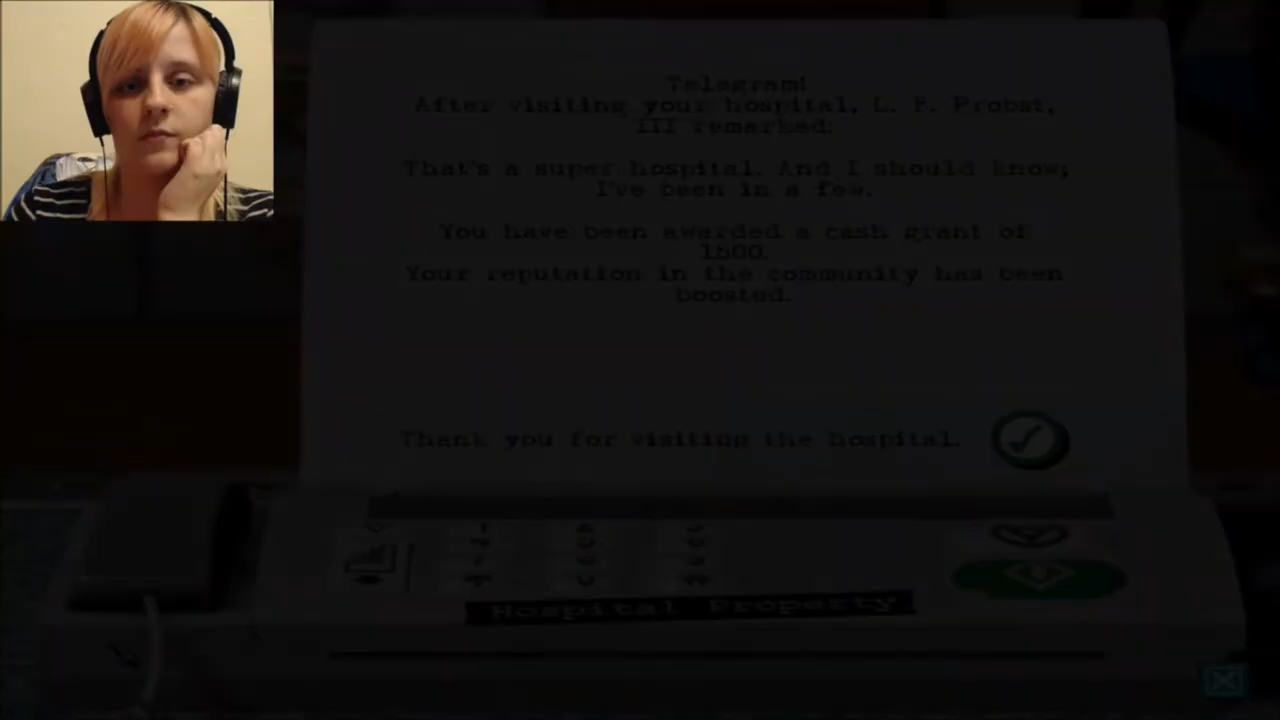 Telegram!
After visiting your hospital, L. F. Probst,
III remarked:
That's a super hospital. And I should know;
I've been in a few.
You have been awarded a cash grant of
1500.
Your reputation in the community has been
boosted.
Thank you for visiting the hospital.
Hospital Property